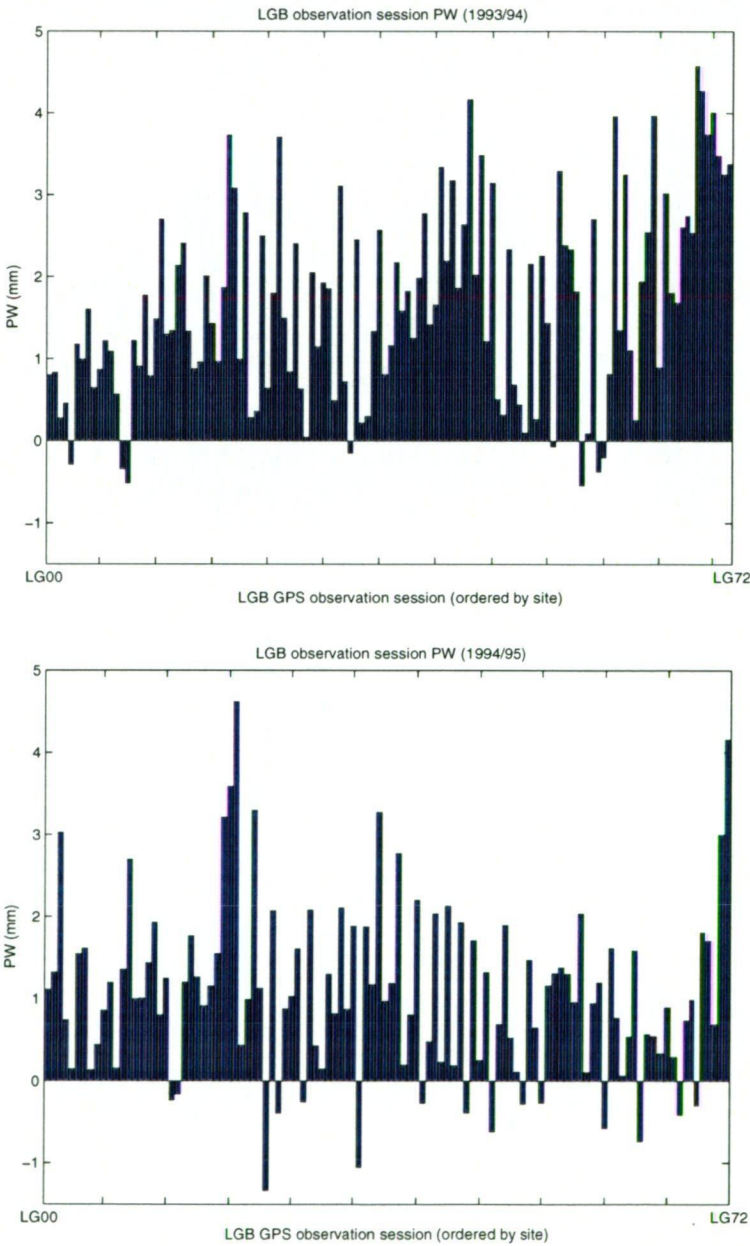 LGB observation session PW (1993/94)
5
4
3
2
1
0
−1
PW (mm)
LG00
LG72
LGB GPS observation session (ordered by site)
LGB observation session PW (1994/95)
5
4
3
2
1
0
−1
PW (mm)
LG00
LG72
LGB GPS observation session (ordered by site)